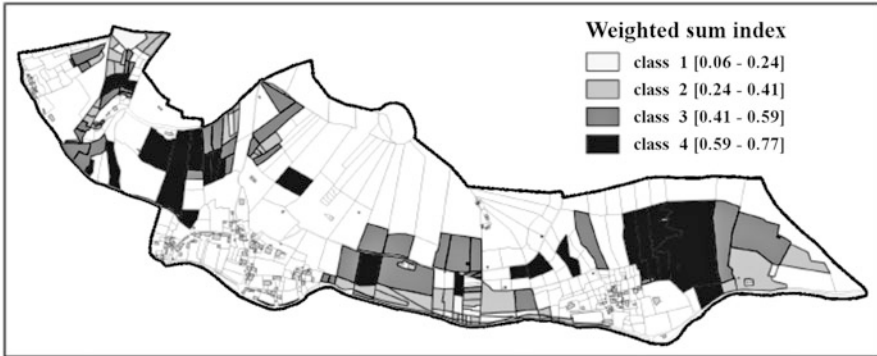 Weighted sum index
class 1 [0.06 - 0.24]
class 2 [0.24 - 0.41]
class 3 [0.41 - 0.59]
class 4 [0.59 - 0.77]